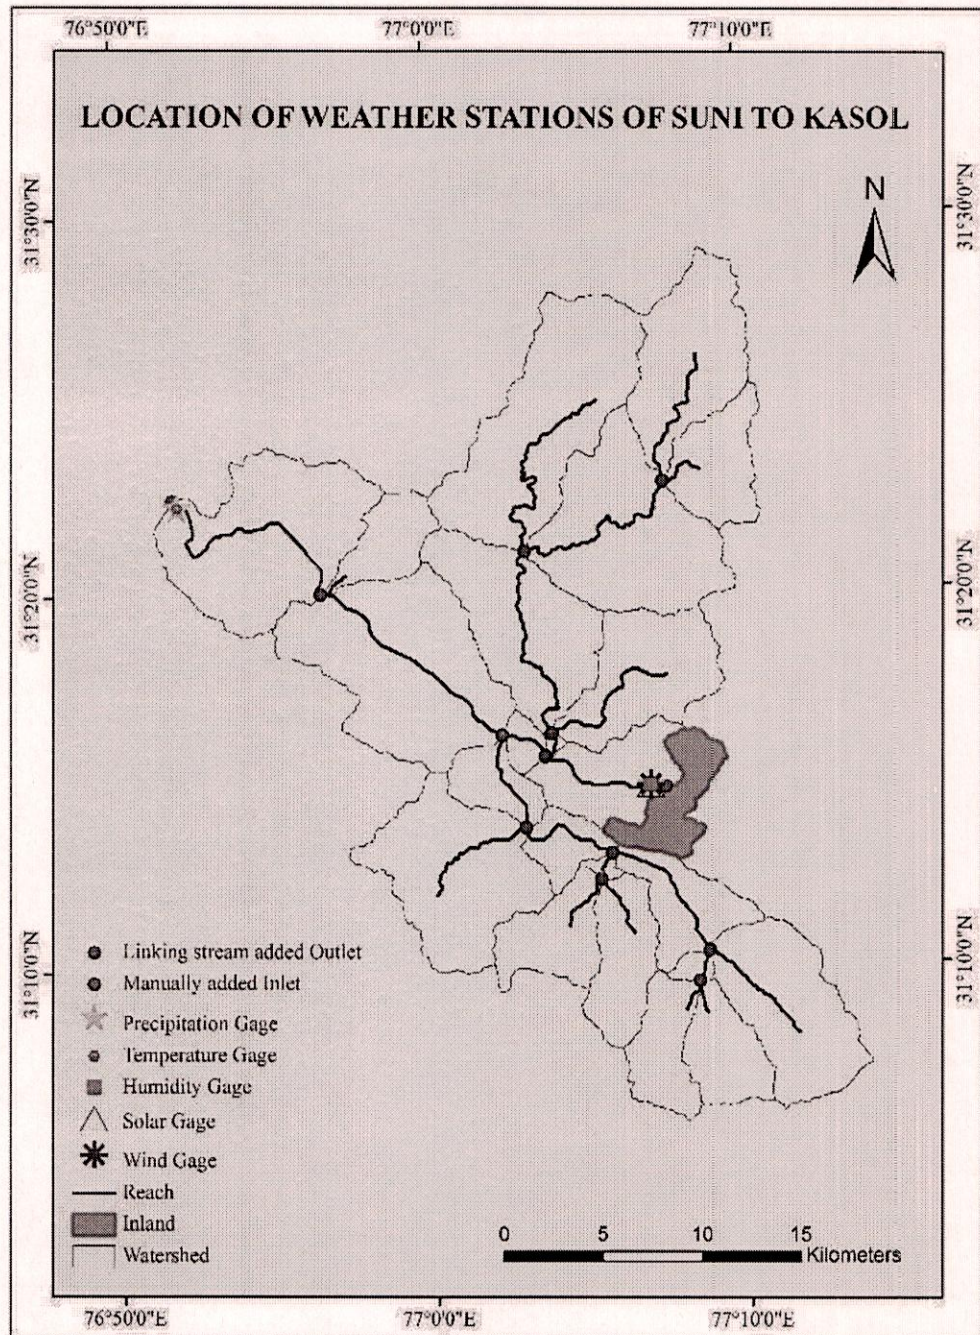 76°50'0"E 77°0'0"E 77°10'0"E
LOCATION OF WEATHER STATIONS OF SUNI TO KASOL
N
31°30'0"N 31°30'0"N
31°20'0"N 31°20'0"N
31°10'0"N 31°10'0"N
Linking stream added Outlet
Manually added Inlet
Precipitation Gage
Temperature Gage
Humidity Gage
Solar Gage
Wind Gage
Reach
Inland
Watershed
0 5 10 15
Kilometers
76°50'0"E 77°0'0"E 77°10'0"E